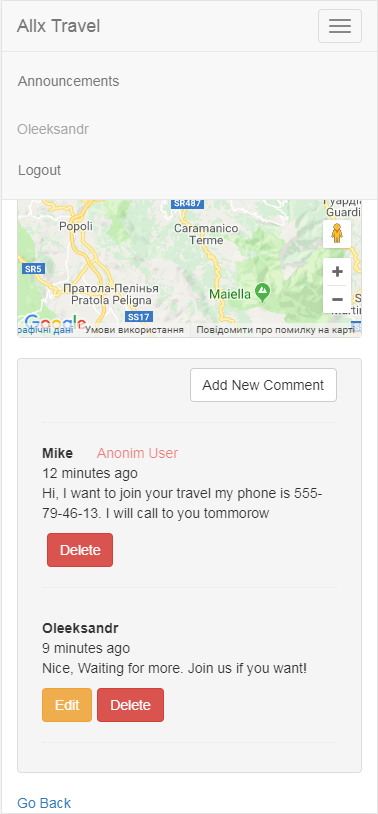 Allx Travel
Announcements
Oleeksandr
Logout
SR487
Guardi
Popoli
Caramanico
Terme
SR5
Пратола-Пелінья
Pratola Peligna
Maiella
SS17
Martin
Google
рафічні дані
Умови використання
Повідомити про помилку на карті
Add New Comment
Mike Anonim User
12 minutes ago
Hi, I want to join your travel my phone is 555-
79-46-13. I will call to you tommorow
Delete
Oleeksandr
9 minutes ago
Nice, Waiting for more. Join us if you want!
Edit Delete
Go Back